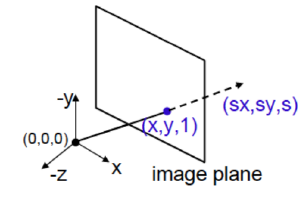 -y
(sx,sy,s)
(x,y,1)
(0,0,0)
x
-z
image plane